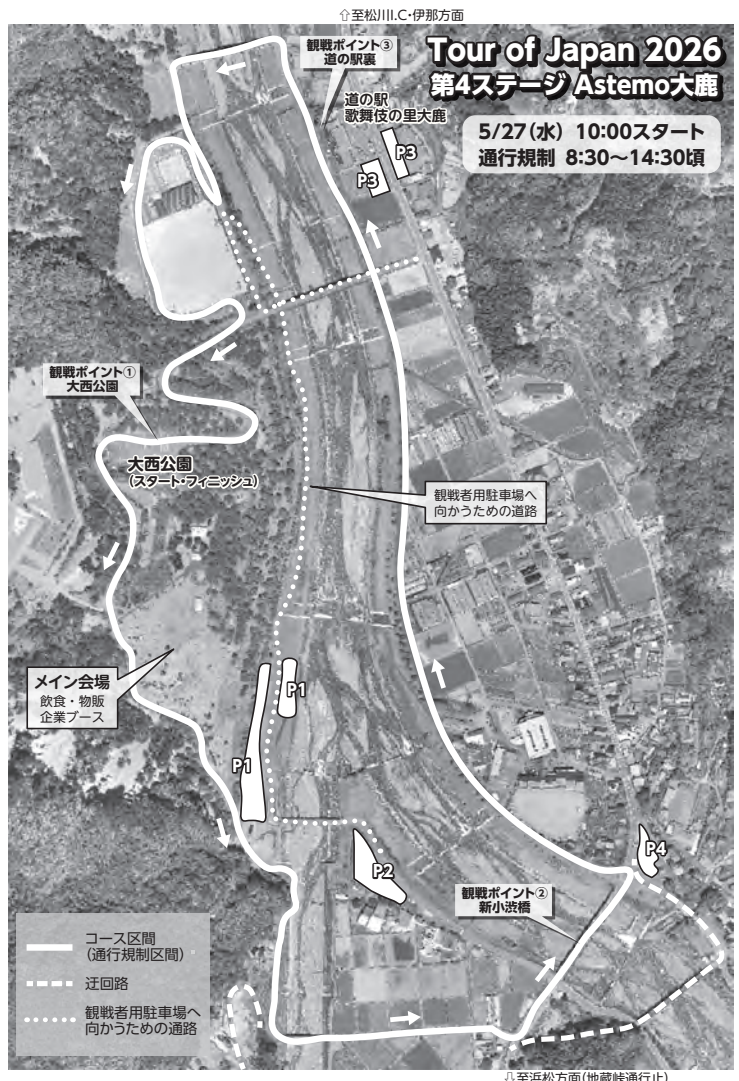 ⇧至松川I.C・伊那方面
Tour of Japan 2026
第4ステージ Astemo大鹿
5/27(水) 10:00スタート
通行規制 8:30〜14:30頃
観戦ポイント③
道の駅裏
道の駅
歌舞伎の里大鹿
P3
P3
観戦ポイント①
大西公園
大西公園
(スタート・フィニッシュ)
観戦者用駐車場へ
向かうための道路
メイン会場
飲食・物販
企業ブース
P1
P1
P2
P4
観戦ポイント②
新小渋橋
コース区間
(通行規制区間)
迂回路
観戦者用駐車場へ
向かうための通路
⇩至浜松方面(地蔵峠通行止)